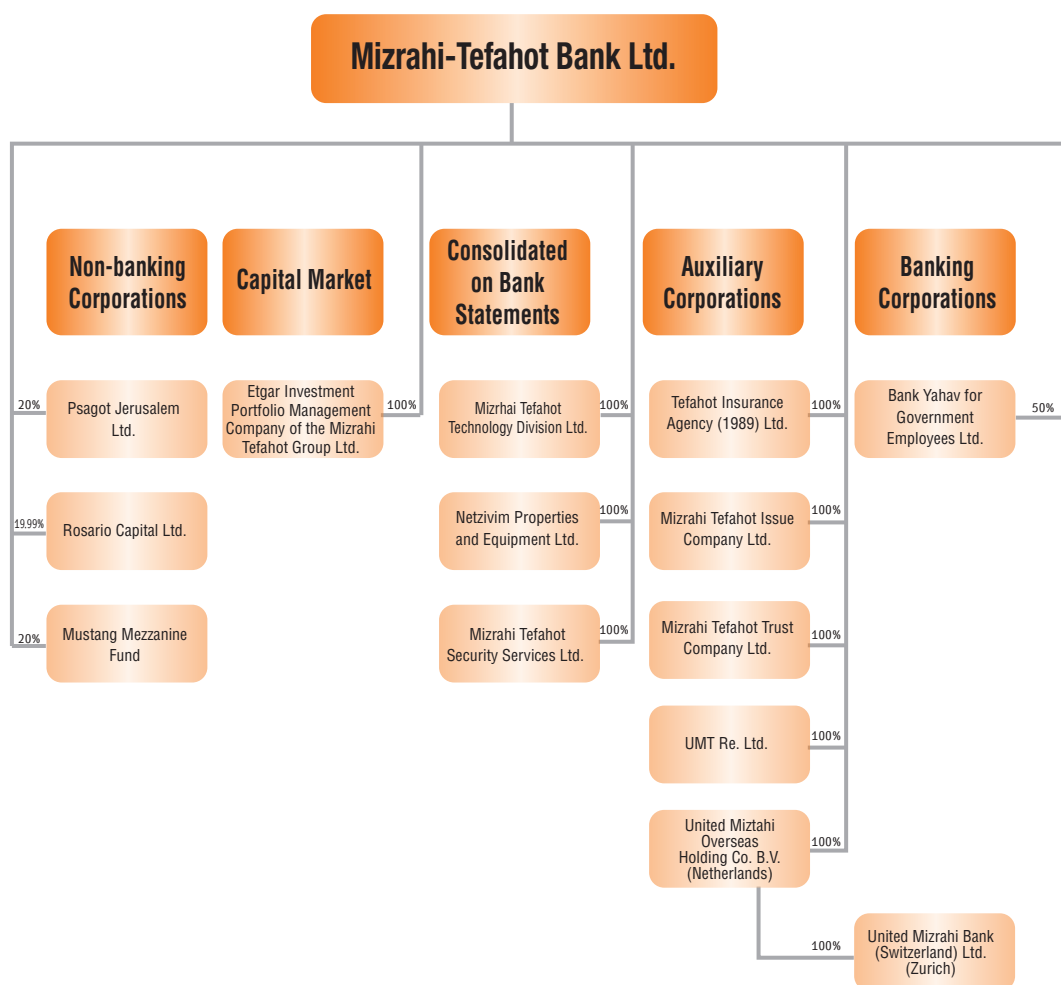 Mizrahi-Tefahot Bank Ltd.
Non-banking
Corporations
Capital Market
Consolidated
on Bank
Statements
Auxiliary
Corporations
Banking
Corporations
20%
Psagot Jerusalem
Ltd.
19.99%
Rosario Capital Ltd.
20%
Mustang Mezzanine
Fund
Etgar Investment
Portfolio Management
Company of the Mizrahi
Tefahot Group Ltd.
100%
Mizrhai Tefahot
Technology Division Ltd.
100%
Netzivim Properties
and Equipment Ltd.
100%
Mizrahi Tefahot
Security Services Ltd.
100%
Tefahot Insurance
Agency (1989) Ltd.
100%
Mizrahi Tefahot Issue
Company Ltd.
100%
Mizrahi Tefahot Trust
Company Ltd.
100%
UMT Re. Ltd.
100%
United Miztahi
Overseas
Holding Co. B.V.
(Netherlands)
100%
Bank Yahav for
Government
Employees Ltd.
50%
100%
United Mizrahi Bank
(Switzerland) Ltd.
(Zurich)